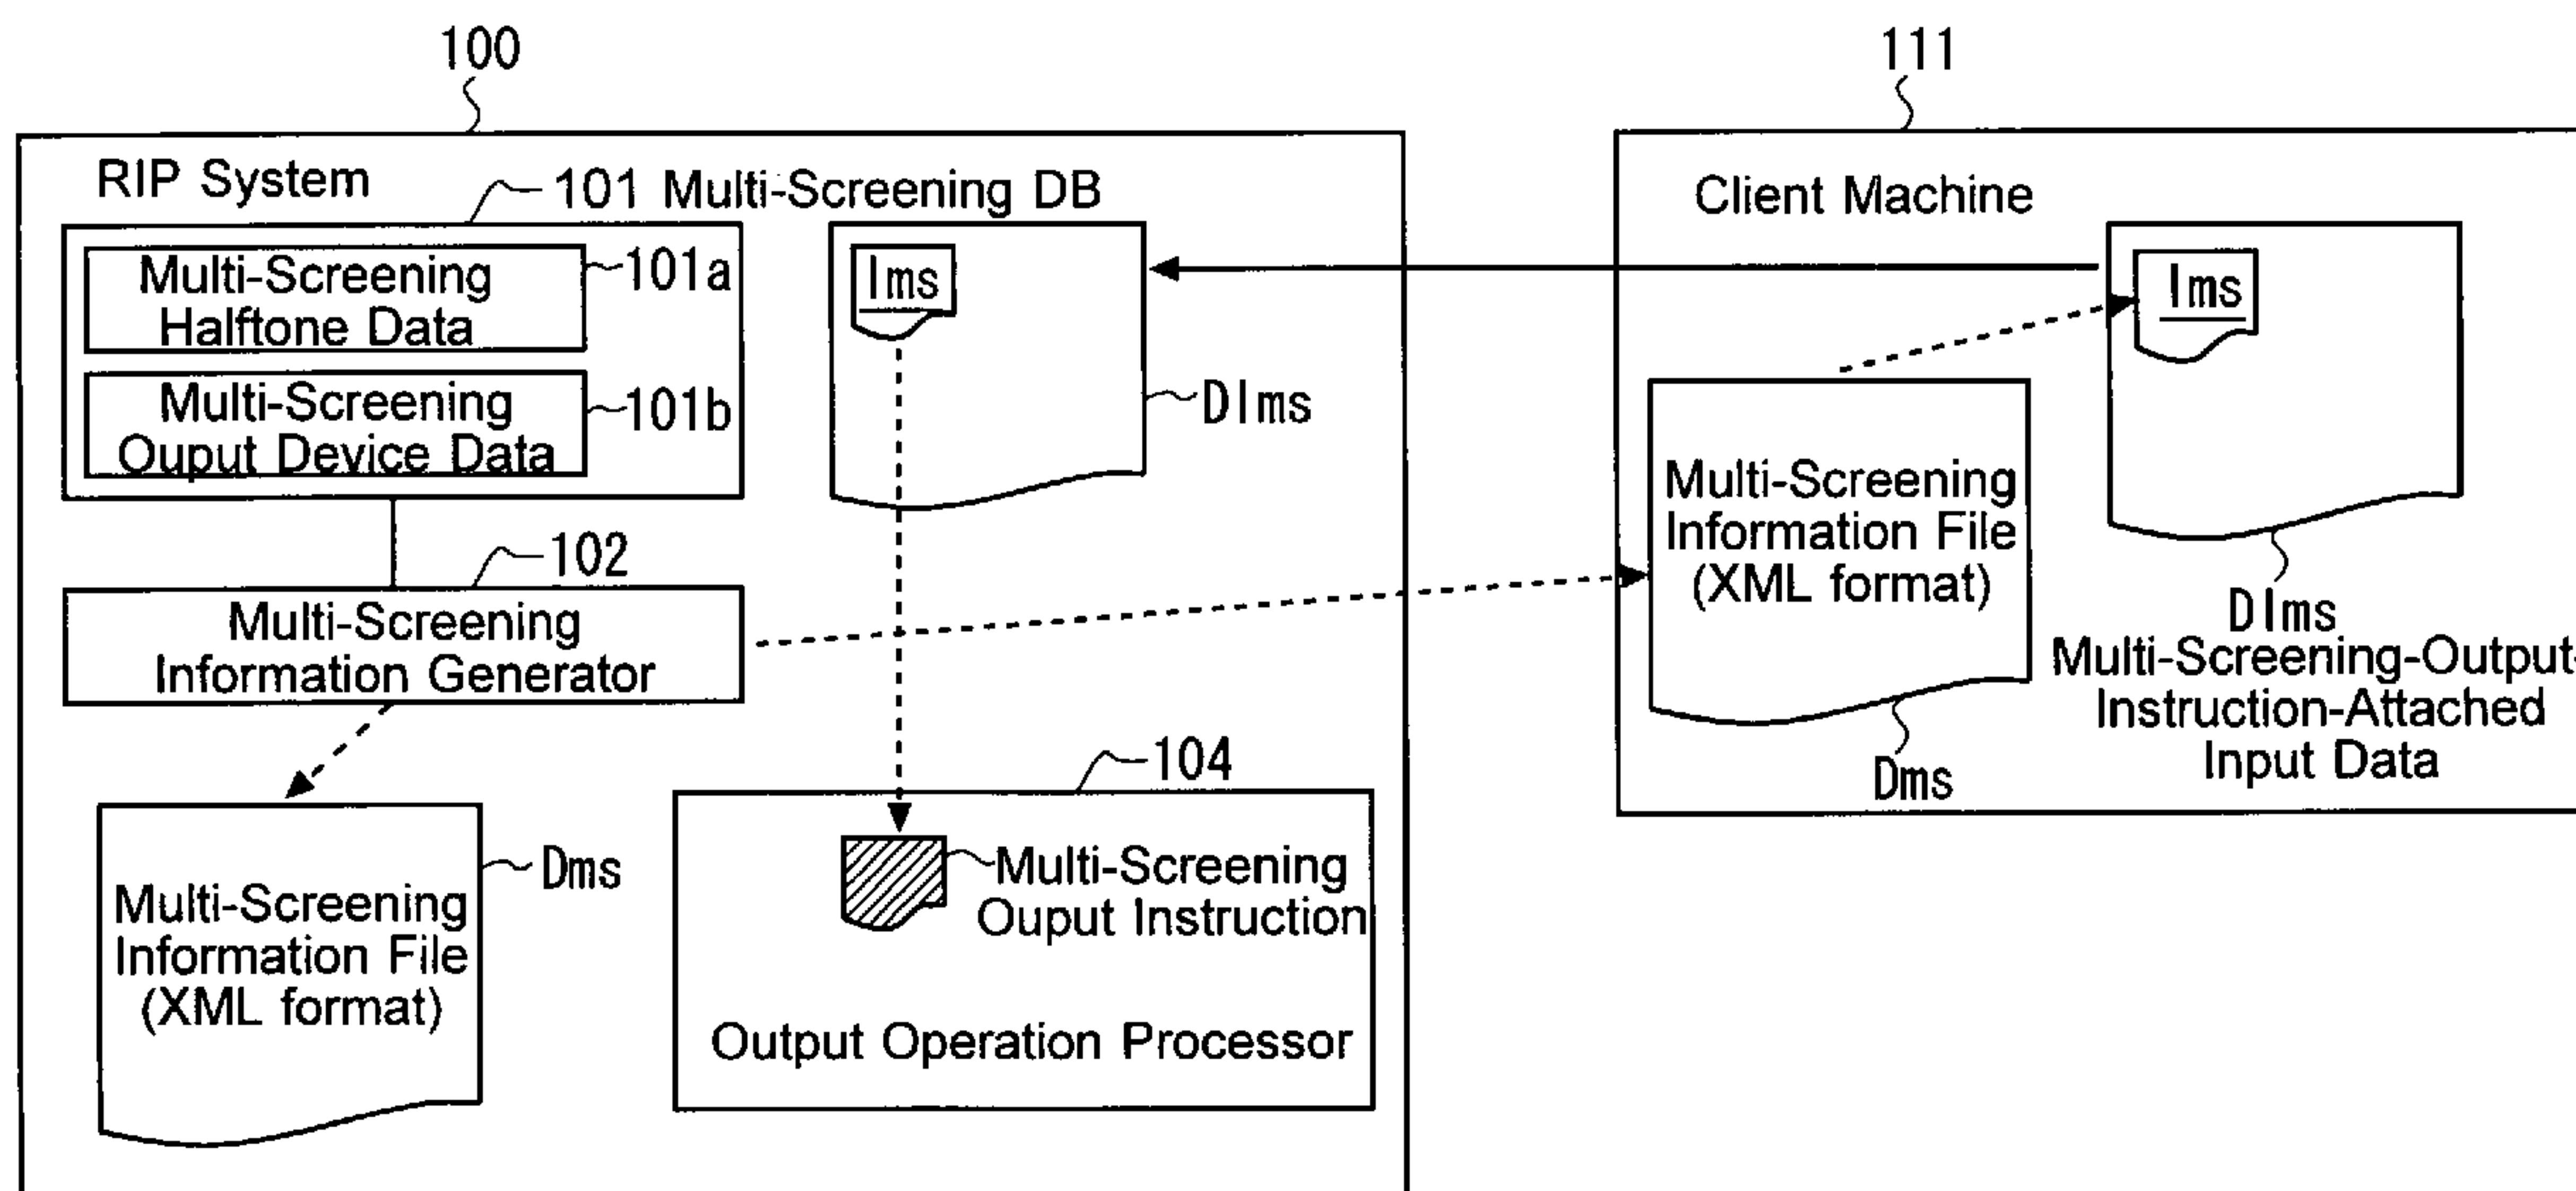 100
111
RIP System
101 Multi-Screening DB
Client Machine
Multi-Screening
Halftone Data
101a
Multi-Screening
Ouput Device Data
101b
Ims
DIms
Ims
Multi-Screening
Information File
(XML format)
Dms
DIms
Multi-Screening-Output-
Instruction-Attached
Input Data
102
Multi-Screening
Information Generator
Multi-Screening
Information File
(XML format)
Dms
104
Multi-Screening
Ouput Instruction
Output Operation Processor